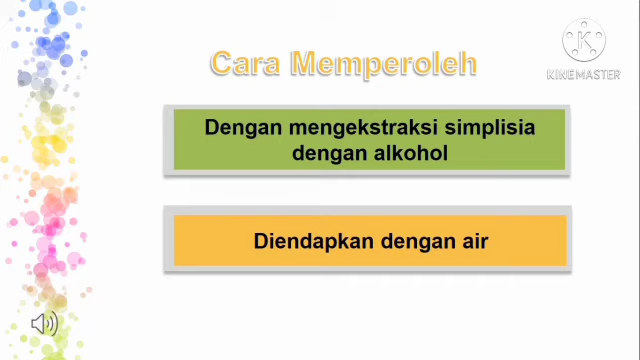 Cara Memperoleh
KINEMASTER
Dengan mengekstraksi simplisia
dengan alkohol
Diendapkan dengan air